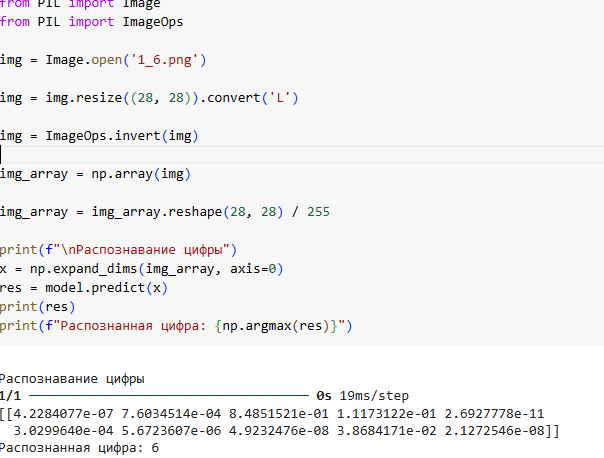 from PIL import Image
from PIL import ImageOps
img = Image.open('1_6.png')
img = img.resize((28, 28)).convert('L')
img = ImageOps.invert(img)
img_array = np.array(img)
img_array = img_array.reshape(28, 28) / 255
print(f"\nРаспознавание цифры")
x = np.expand_dims(img_array, axis=0)
res = model.predict(x)
print(res)
print(f"Распознанная цифра: {np.argmax(res)}")
Распознавание цифры
1/1 ──────────────────── 0s 19ms/step
[[4.2284077e-07 7.6034514e-04 8.4851521e-01 1.1173122e-01 2.6927778e-11
3.0299640e-04 5.6723607e-06 4.9232476e-08 3.8684171e-02 2.1272546e-08]]
Распознанная цифра: 6